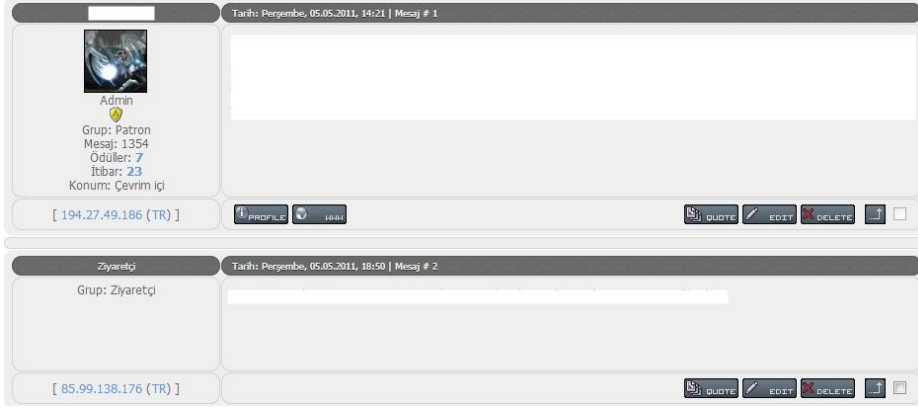 Tarih: Perşembe, 05.05.2011, 14:21 | Mesaj # 1
Admin
Grup: Patron
Mesaj: 1354
Ödüller: 7
İtibar: 23
Konum: Çevrim içi
[ 194.27.49.186 (TR) ]
PROFILE
WWW
QUOTE
EDIT
DELETE
Ziyaretçi
Tarih: Perşembe, 05.05.2011, 18:50 | Mesaj # 2
Grup: Ziyaretçi
[ 85.99.138.176 (TR) ]
QUOTE
EDIT
DELETE